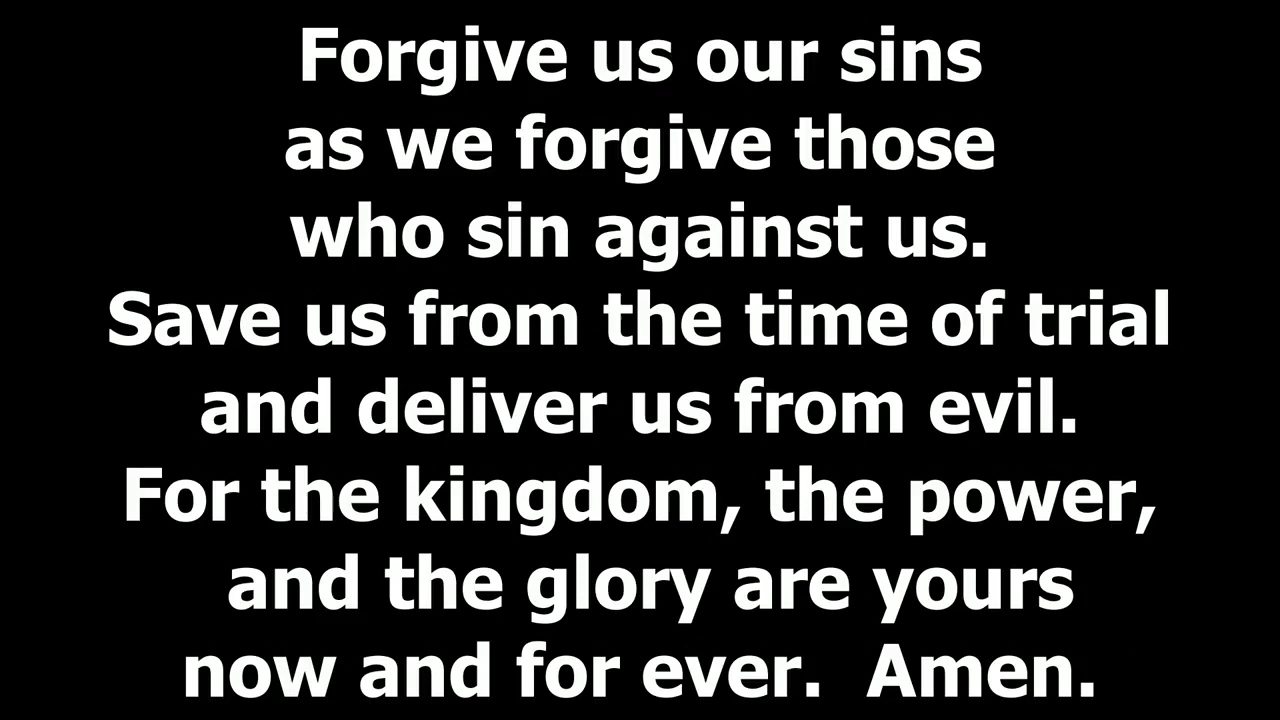 Forgive us our sins
as we forgive those
who sin against us.
Save us from the time of trial
and deliver us from evil.
For the kingdom, the power,
and the glory are yours
now and for ever.  Amen.